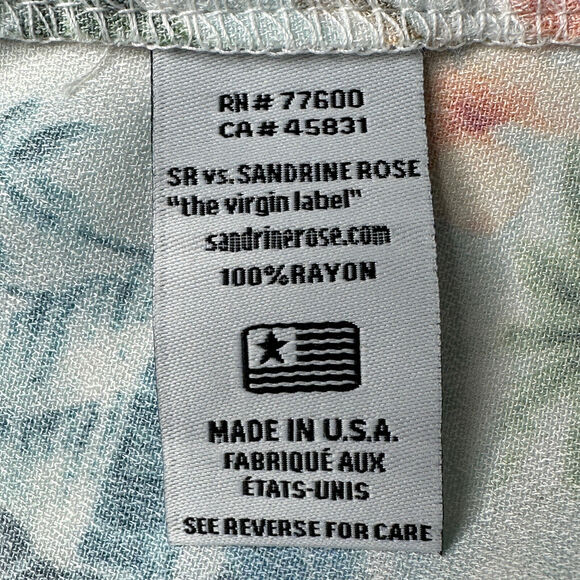 RN# 77600
CA# 45831
SR vs. SANDRINE ROSE
"the virgin label"
sandrinerose.com
100% RAYON
MADE IN U.S.A.
FABRIQUÉ AUX
ÉTATS-UNIS
SEE REVERSE FOR CARE